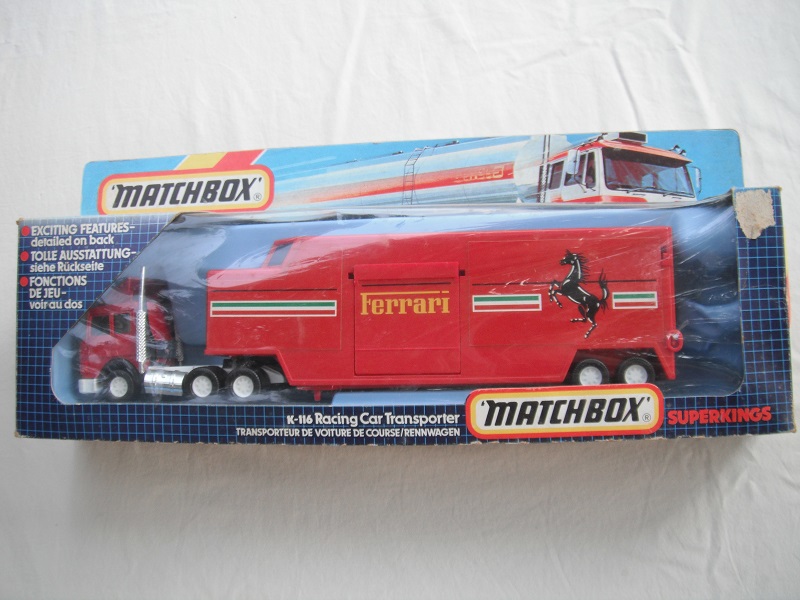 'MATCHBOX'®
EXCITING FEATURES-
detailed on back
TOLLE AUSSTATTUNG-
siehe Rückseite
FONCTIONS
DE JEU-
voir au dos
Ferrari
K-116 Racing Car Transporter
TRANSPORTEUR DE VOITURE DE COURSE/RENNWAGEN
'MATCHBOX'®
SUPERKINGS